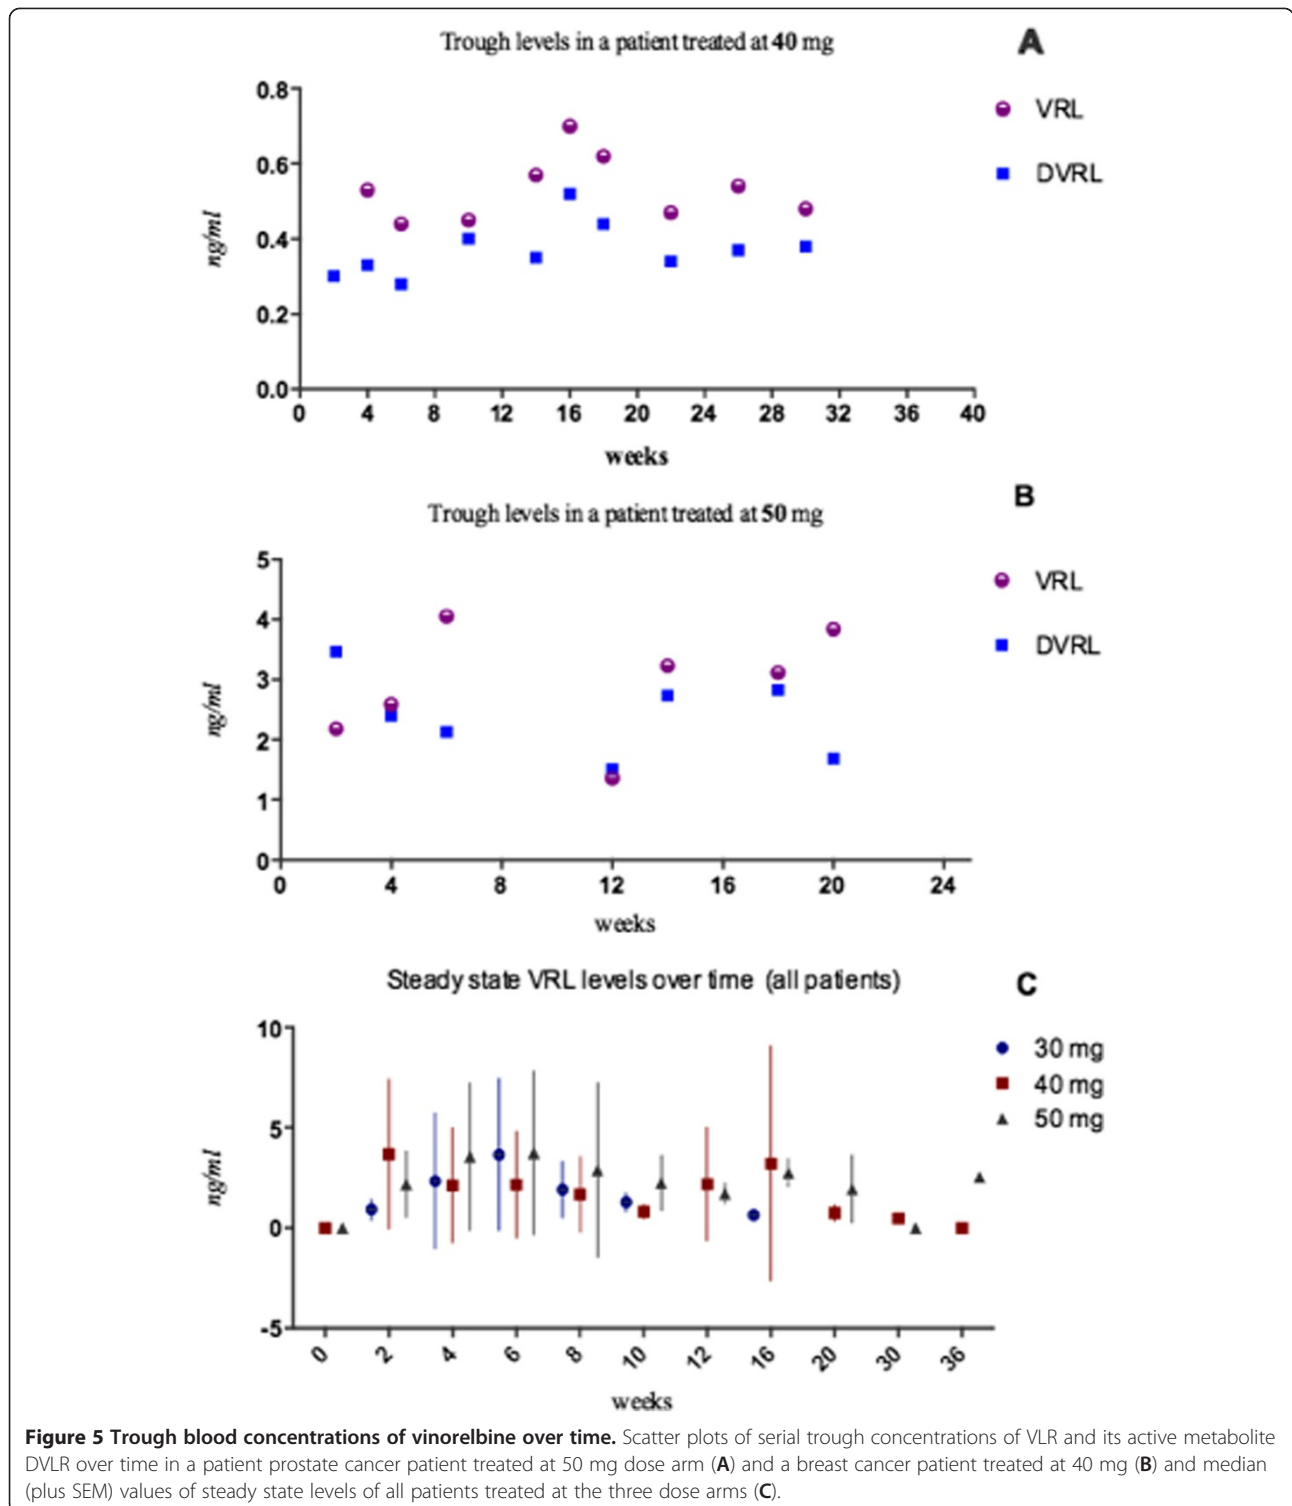 Trough levels in a patient treated at 40 mg
A
VRL
DVRL
ng/ml
0.8
0.6
0.4
0.2
0.0
0 4 8 12 16 20 24 28 32 36 40
weeks
B
Trough levels in a patient treated at 50 mg
VRL
DVRL
ng/ml
5
4
3
2
1
0
0 4 8 12 16 20 24
weeks
Steady state VRL levels over time (all patients)
C
30 mg
40 mg
50 mg
ng/ml
10
5
0
-5
0 2 4 6 8 10 12 16 20 30 36
weeks
Figure 5 Trough blood concentrations of vinorelbine over time. Scatter plots of serial trough concentrations of VLR and its active metabolite
DVLR over time in a patient prostate cancer patient treated at 50 mg dose arm (A) and a breast cancer patient treated at 40 mg (B) and median
(plus SEM) values of steady state levels of all patients treated at the three dose arms (C).